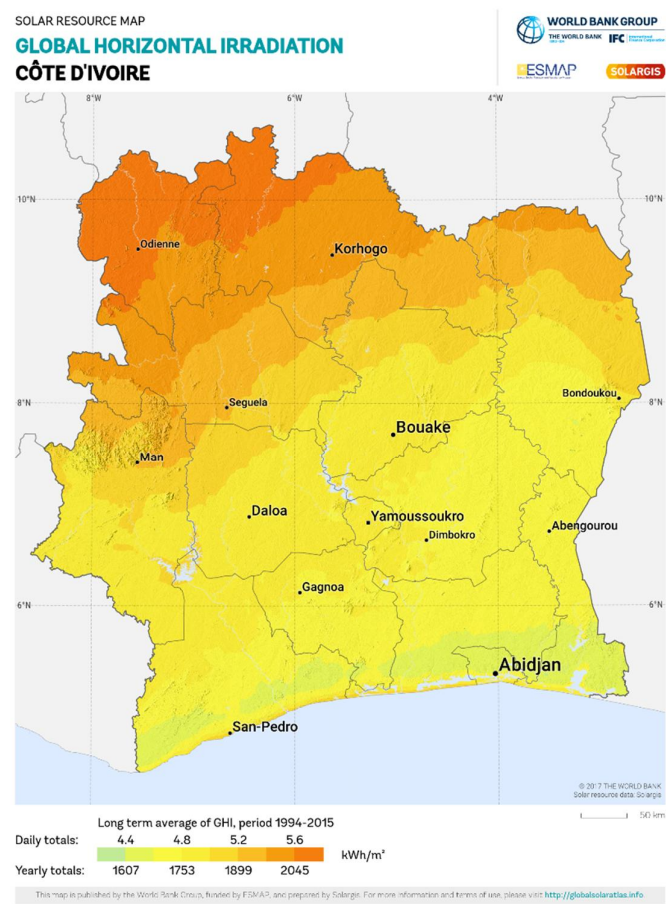 SOLAR RESOURCE MAP
GLOBAL HORIZONTAL IRRADIATION
CÔTE D'IVOIRE
WORLD BANK GROUP
THE WORLD BANK
IFC
ESMAP
SOLARGIS
8°W
6°W
4°W
10°N
10°N
Odienne
Korhogo
Bondoukou
8°N
8°N
Seguela
Bouake
Man
Daloa
Yamoussoukro
Abengourou
Dimbokro
Gagnoa
6°N
6°N
Abidjan
San-Pedro
© 2017 THE WORLD BANK
Solar resource data: Solargis
50 km
Long term average of GHI, period 1994-2015
Daily totals: 4.4 4.8 5.2 5.6
kWh/m²
Yearly totals: 1607 1753 1899 2045
This map is published by the World Bank Group, funded by ESMAP, and prepared by Solargis. For more information and terms of use, please visit http://globalsolaratlas.info.